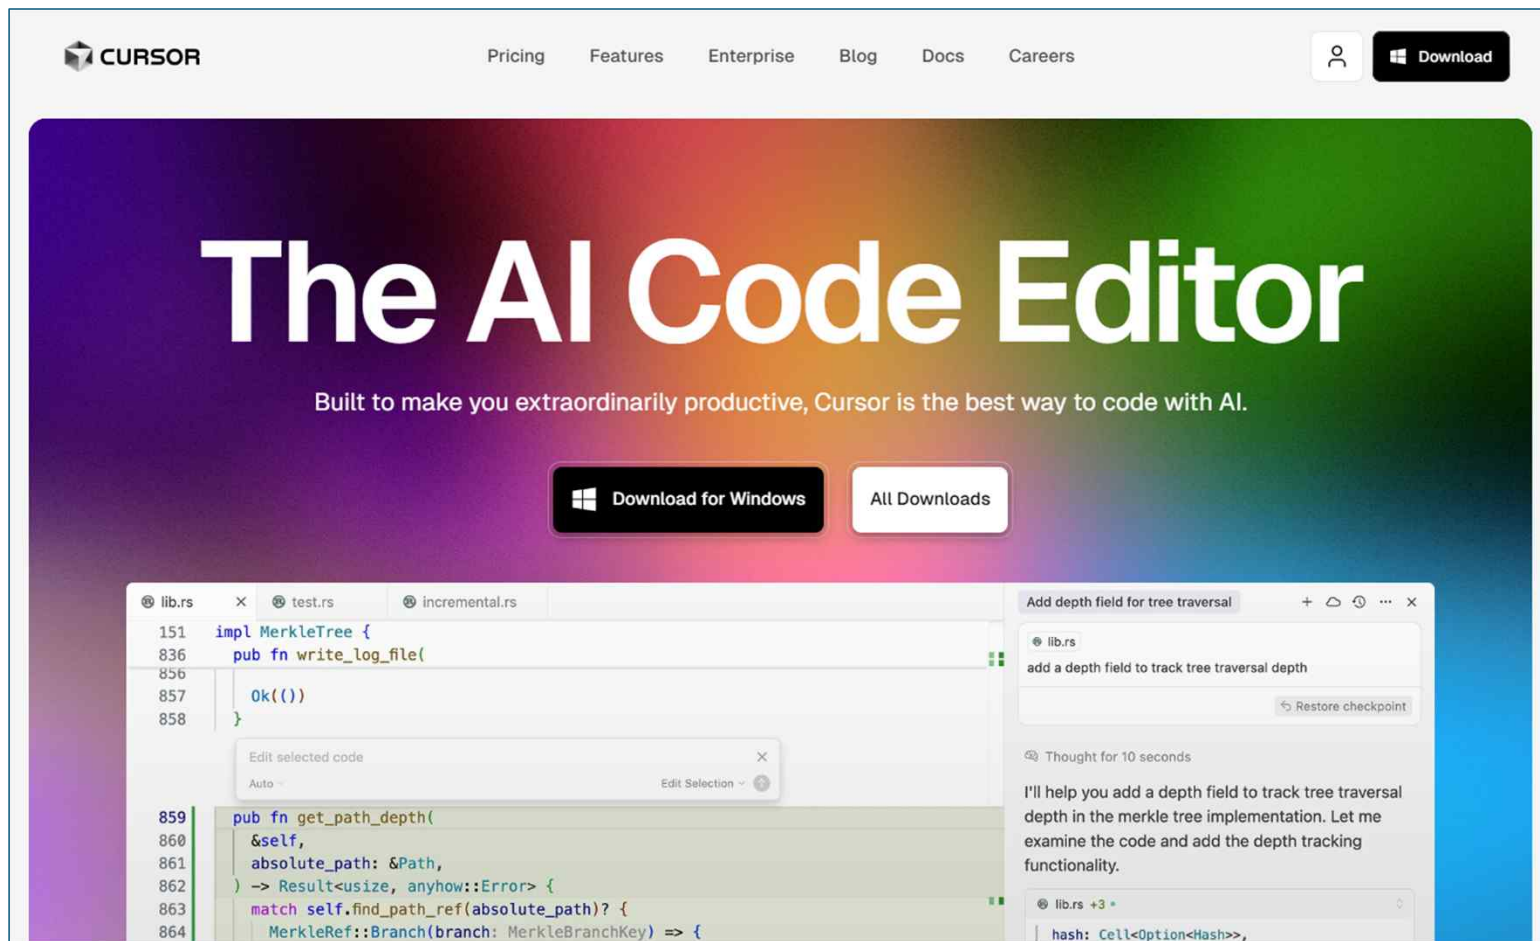 CURSOR
Pricing Features Enterprise Blog Docs Careers
Download
The AI Code Editor
Built to make you extraordinarily productive, Cursor is the best way to code with AI.
Download for Windows
All Downloads
lib.rs
test.rs
incremental.rs
151 impl MerkleTree {
836 pub fn write_log_file(
856
857 Ok(())
858 }
Edit selected code
Auto
Edit Selection
859 pub fn get_path_depth(
860 &self,
861 absolute_path: &Path,
862 ) -> Result<usize, anyhow::Error> {
863 match self.find_path_ref(absolute_path)? {
864 MerkleRef::Branch(branch: MerkleBranchKey) => {
Add depth field for tree traversal
lib.rs
add a depth field to track tree traversal depth
Restore checkpoint
Thought for 10 seconds
I'll help you add a depth field to track tree traversal
depth in the merkle tree implementation. Let me
examine the code and add the depth tracking
functionality.
lib.rs +3
hash: Cell<Option<Hash>>,